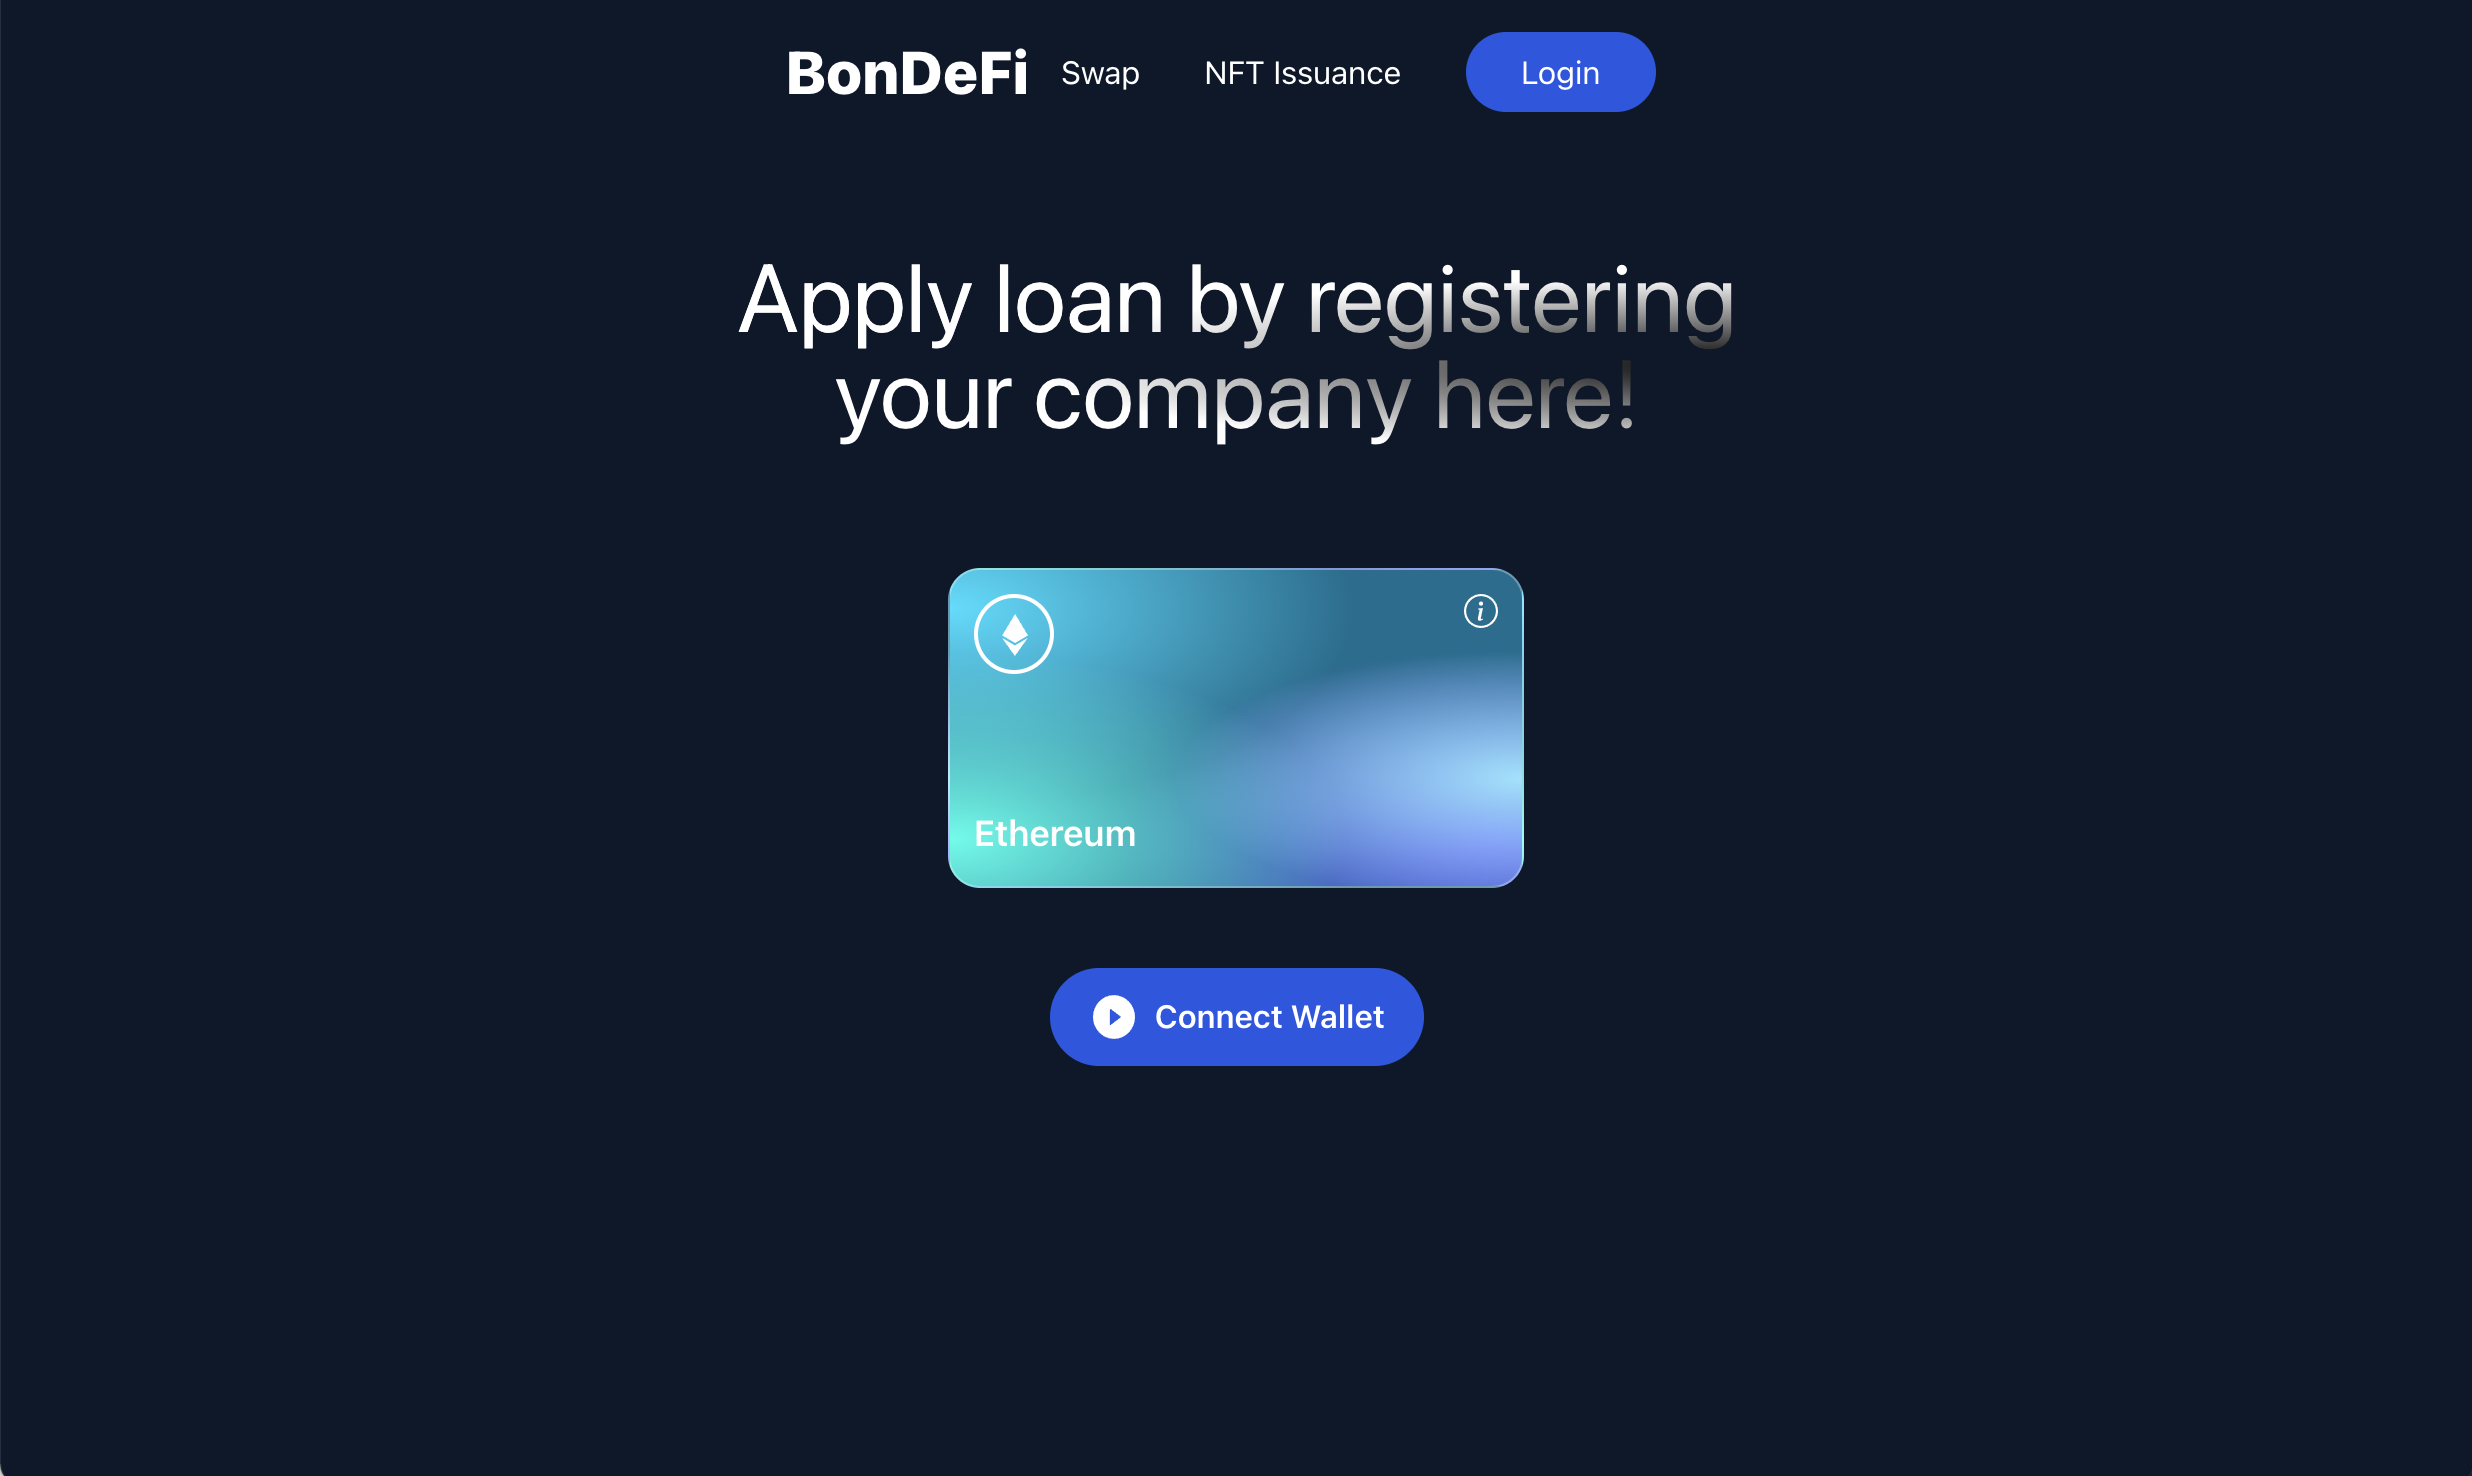 BonDeFi Swap NFT Issuance Login
Apply loan by registering
your company here!
i
Ethereum
Connect Wallet